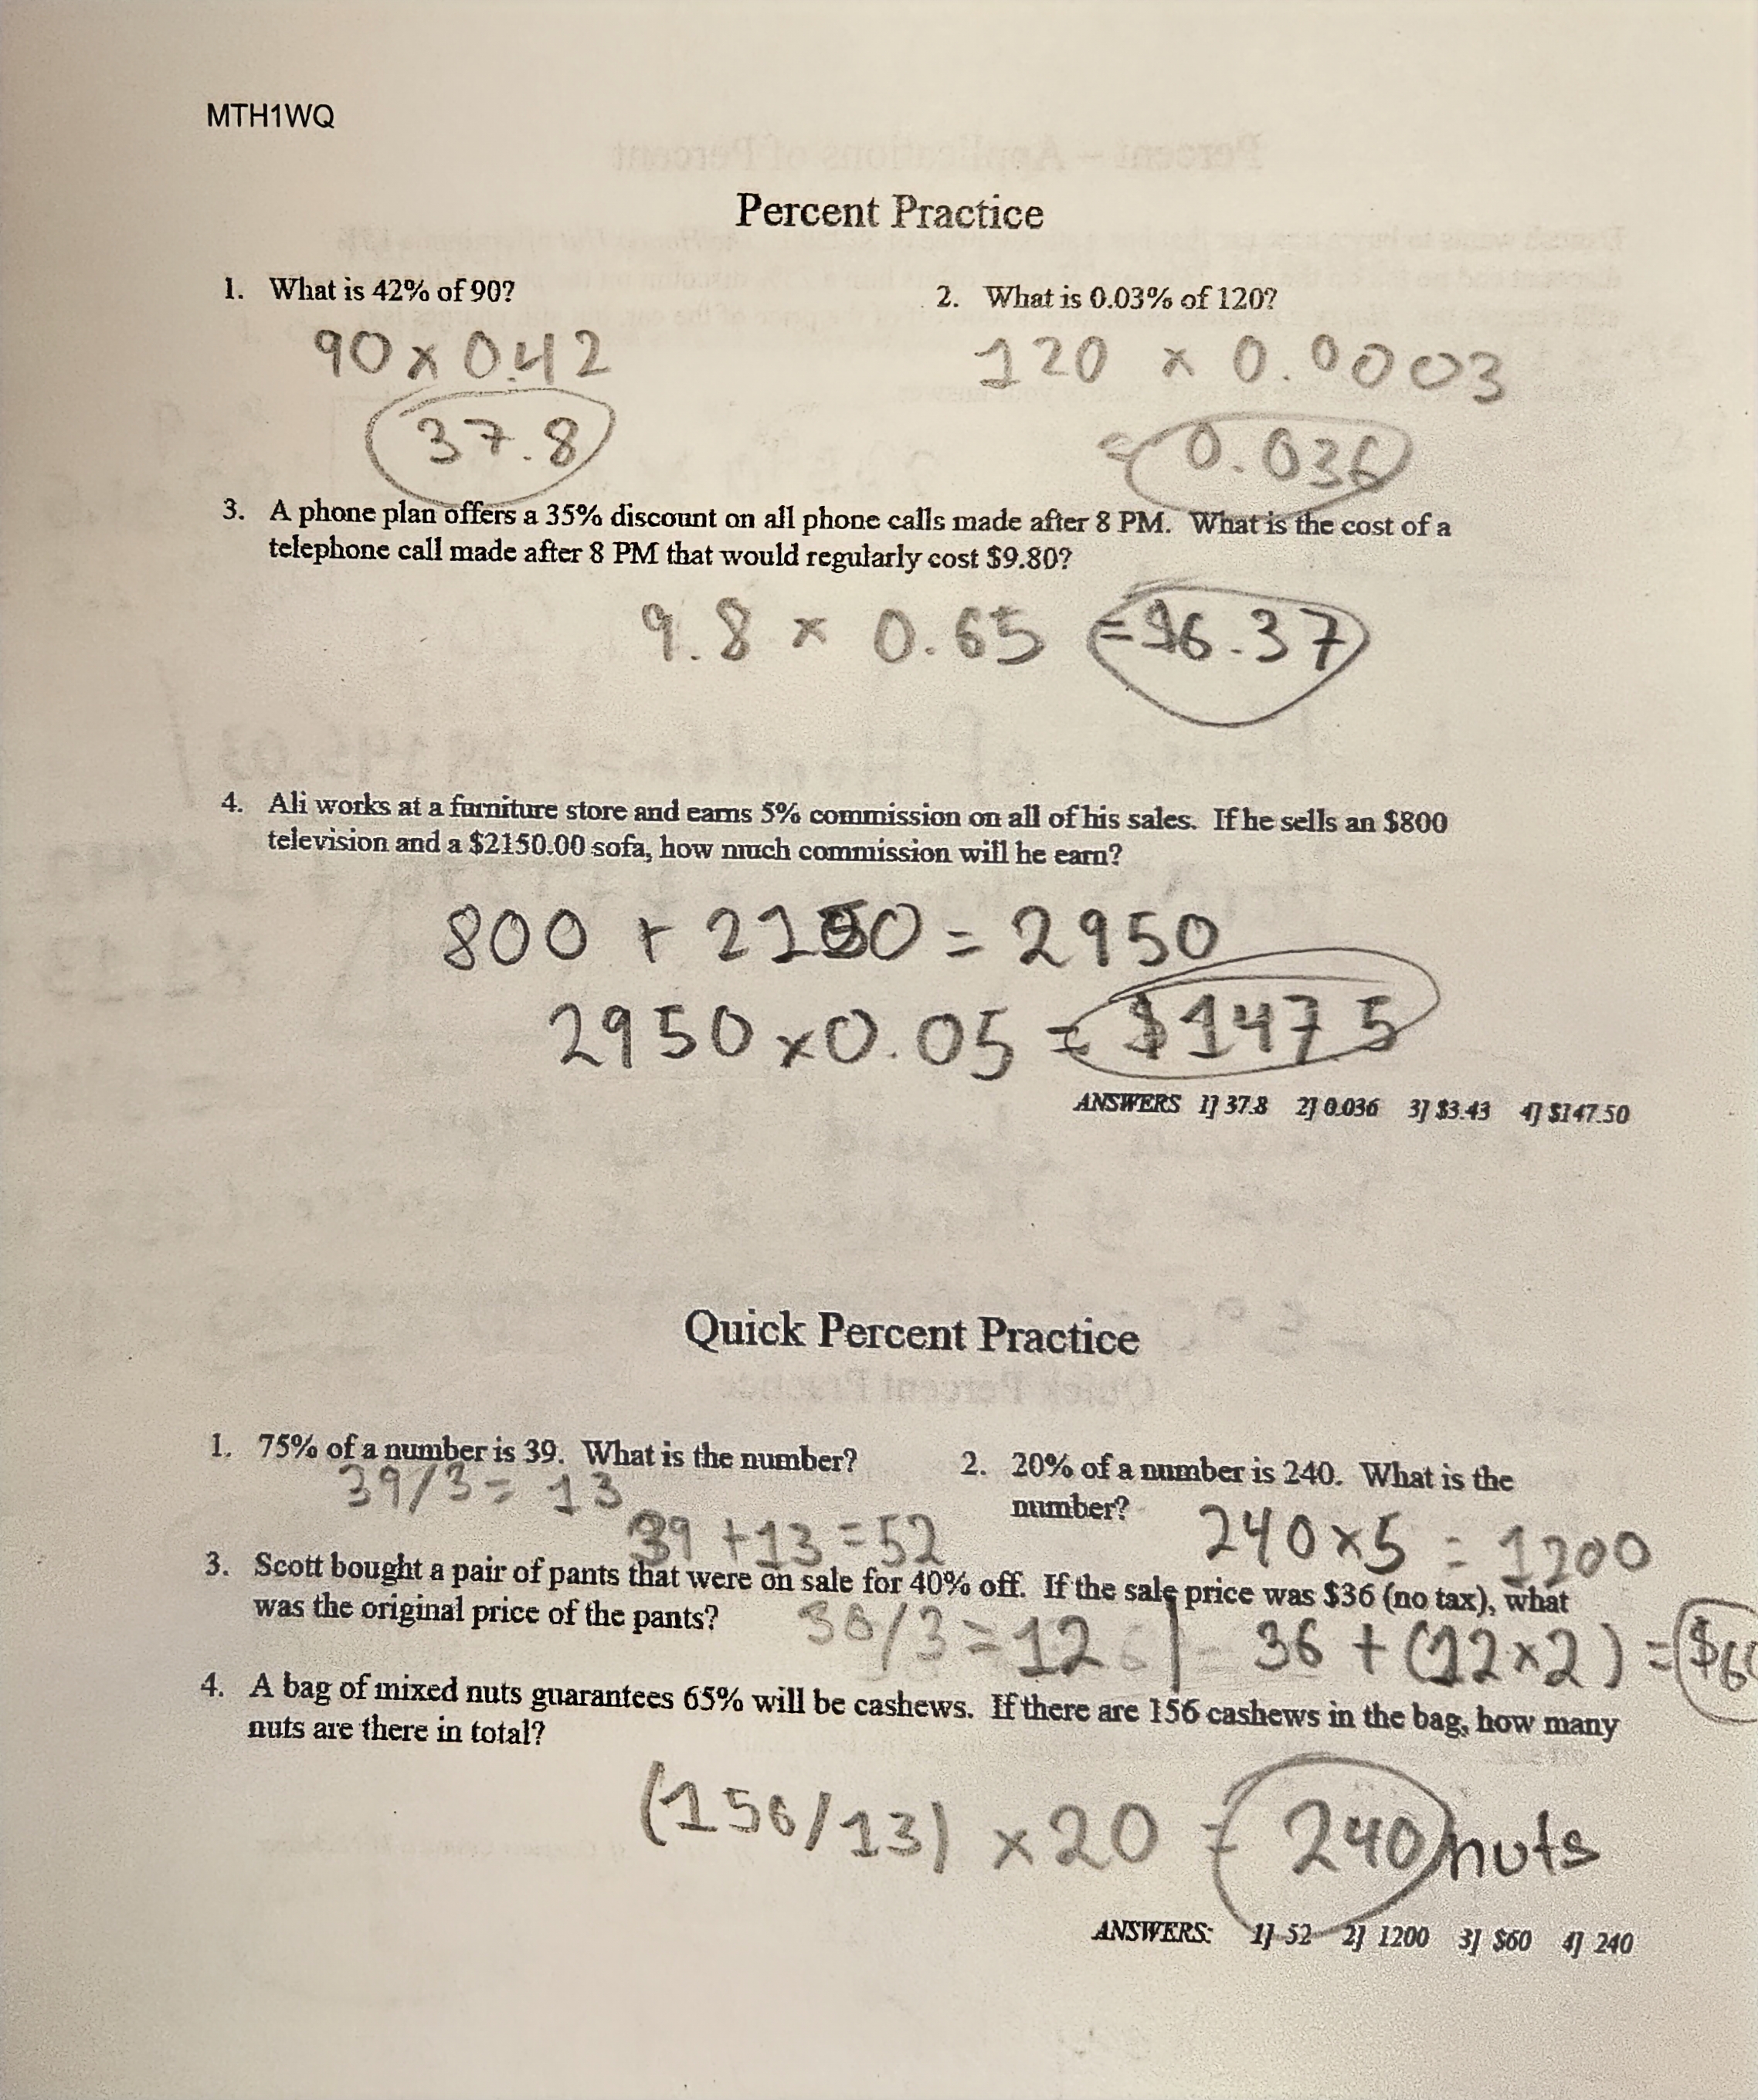 MTH1WQ
Percent Practice
1. What is 42% of 90?
90 x 0.42
37.8
2. What is 0.03% of 120?
120 x 0.0003
= 0.036
3. A phone plan offers a 35% discount on all phone calls made after 8 PM. What is the cost of a
telephone call made after 8 PM that would regularly cost $9.80?
9.8 x 0.65 = $6.37
4. Ali works at a furniture store and earns 5% commission on all of his sales. If he sells an $800
television and a $2150.00 sofa, how much commission will he earn?
800 + 2150 = 2950
2950 x 0.05 = $147 5
ANSWERS 1] 37.8 2] 0.036 3] $3.43 4] $147.50
Quick Percent Practice
1. 75% of a number is 39. What is the number?
39/3 = 13
39 + 13 = 52
2. 20% of a number is 240. What is the
number?
240 x 5 = 1200
3. Scott bought a pair of pants that were on sale for 40% off. If the sale price was $36 (no tax), what
was the original price of the pants?
36/3 = 12 | 36 + (12 x 2) = $60
4. A bag of mixed nuts guarantees 65% will be cashews. If there are 156 cashews in the bag, how many
nuts are there in total?
(156/13) x 20 = 240 nuts
ANSWERS: 1] 52 2] 1200 3] $60 4] 240